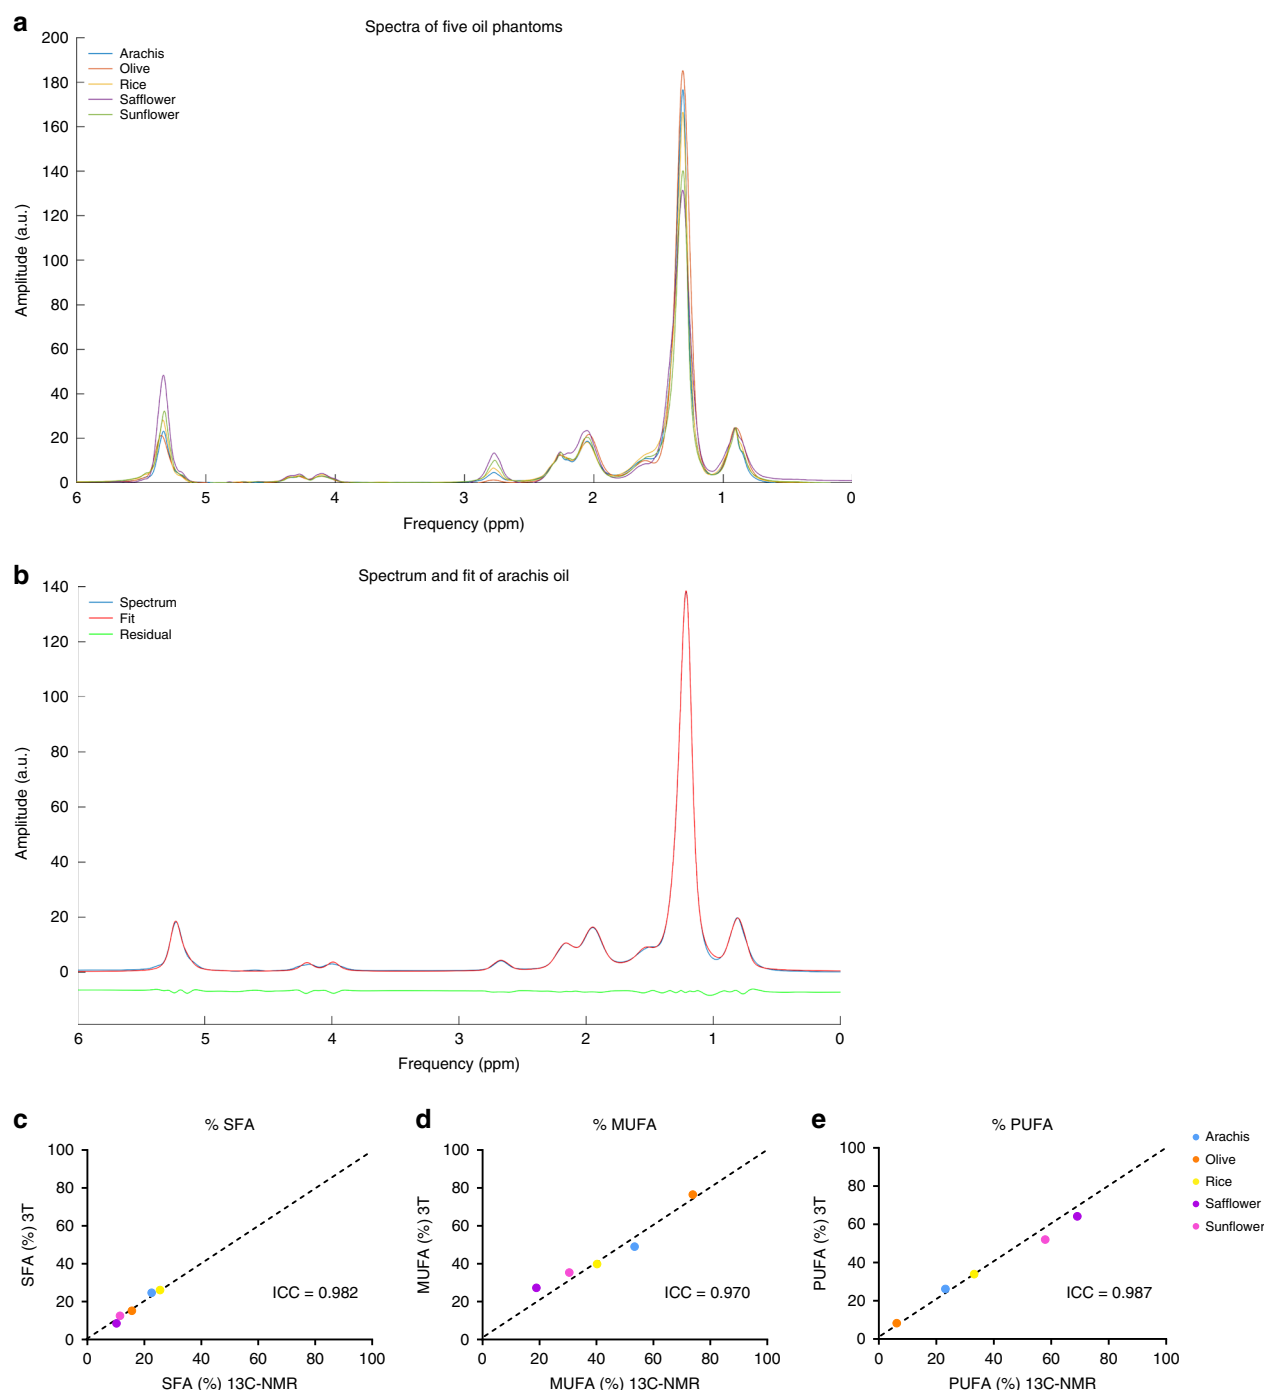 a
Spectra of five oil phantoms
200
180
160
140
120
100
80
60
40
20
0
Amplitude (a.u.)
Arachis
Olive
Rice
Safflower
Sunflower
6 5 4 3 2 1 0
Frequency (ppm)
b
Spectrum and fit of arachis oil
140
120
100
80
60
40
20
0
Amplitude (a.u.)
Spectrum
Fit
Residual
6 5 4 3 2 1 0
Frequency (ppm)
c
% SFA
100
80
60
40
20
0
SFA (%) 3T
ICC = 0.982
0 20 40 60 80 100
SFA (%) 13C-NMR
d
% MUFA
100
80
60
40
20
0
MUFA (%) 3T
ICC = 0.970
0 20 40 60 80 100
MUFA (%) 13C-NMR
e
% PUFA
100
80
60
40
20
0
PUFA (%) 3T
ICC = 0.987
0 20 40 60 80 100
PUFA (%) 13C-NMR
Arachis
Olive
Rice
Safflower
Sunflower